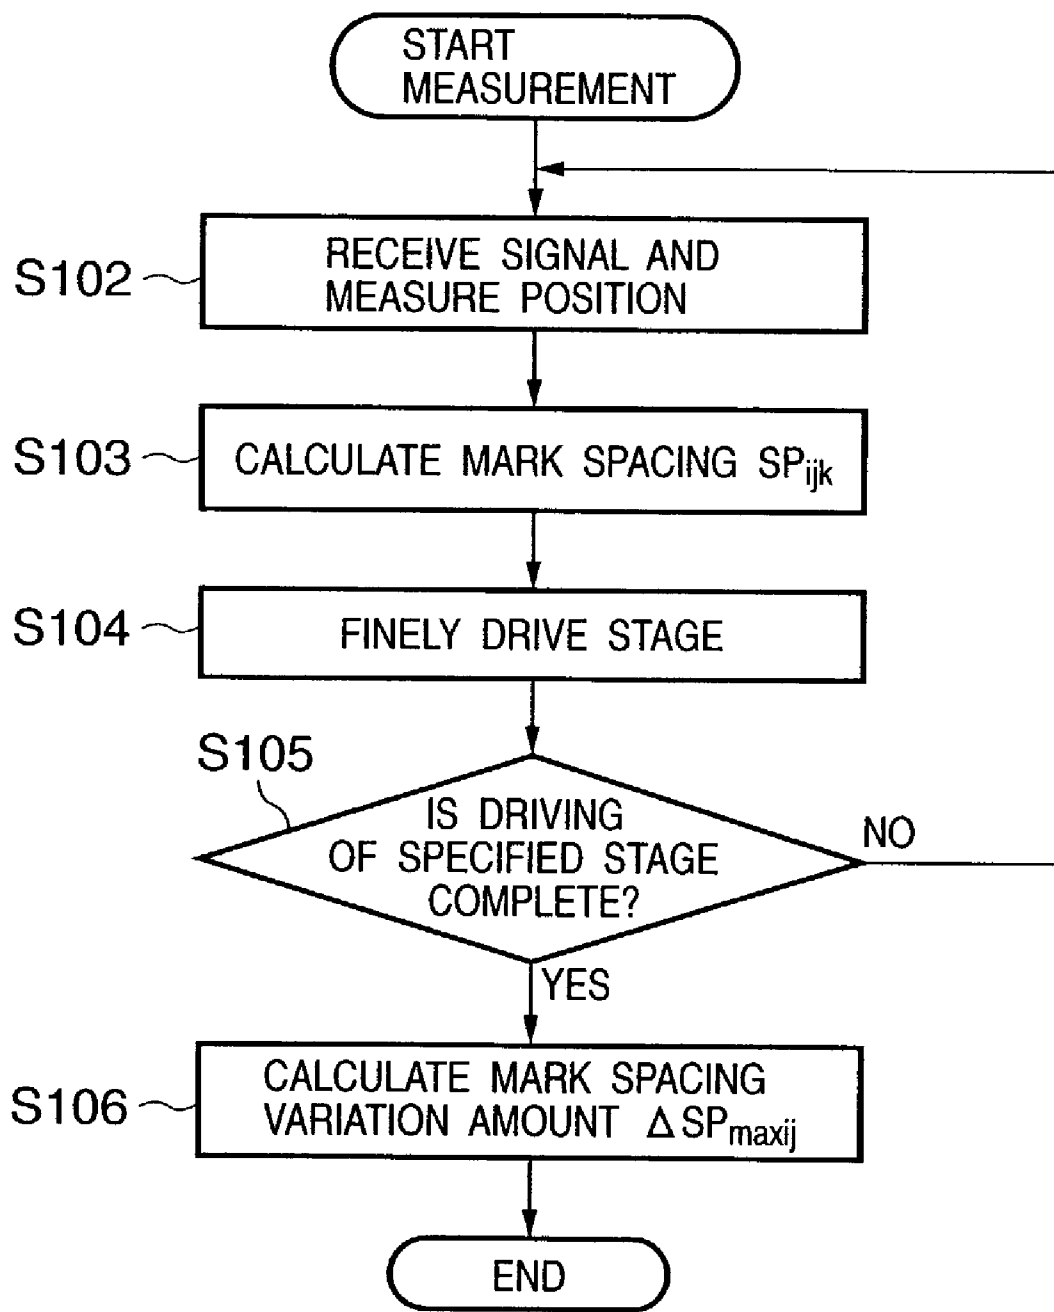 START
MEASUREMENT
S102
RECEIVE SIGNAL AND
MEASURE POSITION
S103
CALCULATE MARK SPACING SPijk
S104
FINELY DRIVE STAGE
S105
IS DRIVING
OF SPECIFIED STAGE
COMPLETE?
NO
YES
S106
CALCULATE MARK SPACING
VARIATION AMOUNT ΔSPmaxij
END